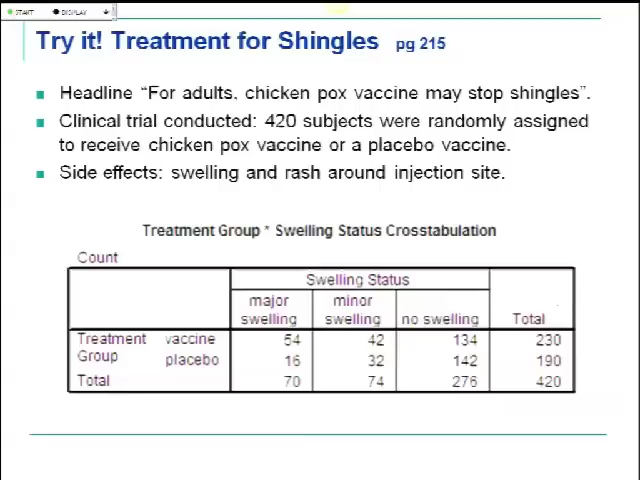 START DISPLAY
Try it! Treatment for Shingles pg 215
Headline “For adults, chicken pox vaccine may stop shingles”.
Clinical trial conducted: 420 subjects were randomly assigned
to receive chicken pox vaccine or a placebo vaccine.
Side effects: swelling and rash around injection site.
Treatment Group * Swelling Status Crosstabulation
Count
Swelling Status
major minor
swelling swelling no swelling Total
Treatment vaccine 54 42 134 230
Group placebo 16 32 142 190
Total 70 74 276 420